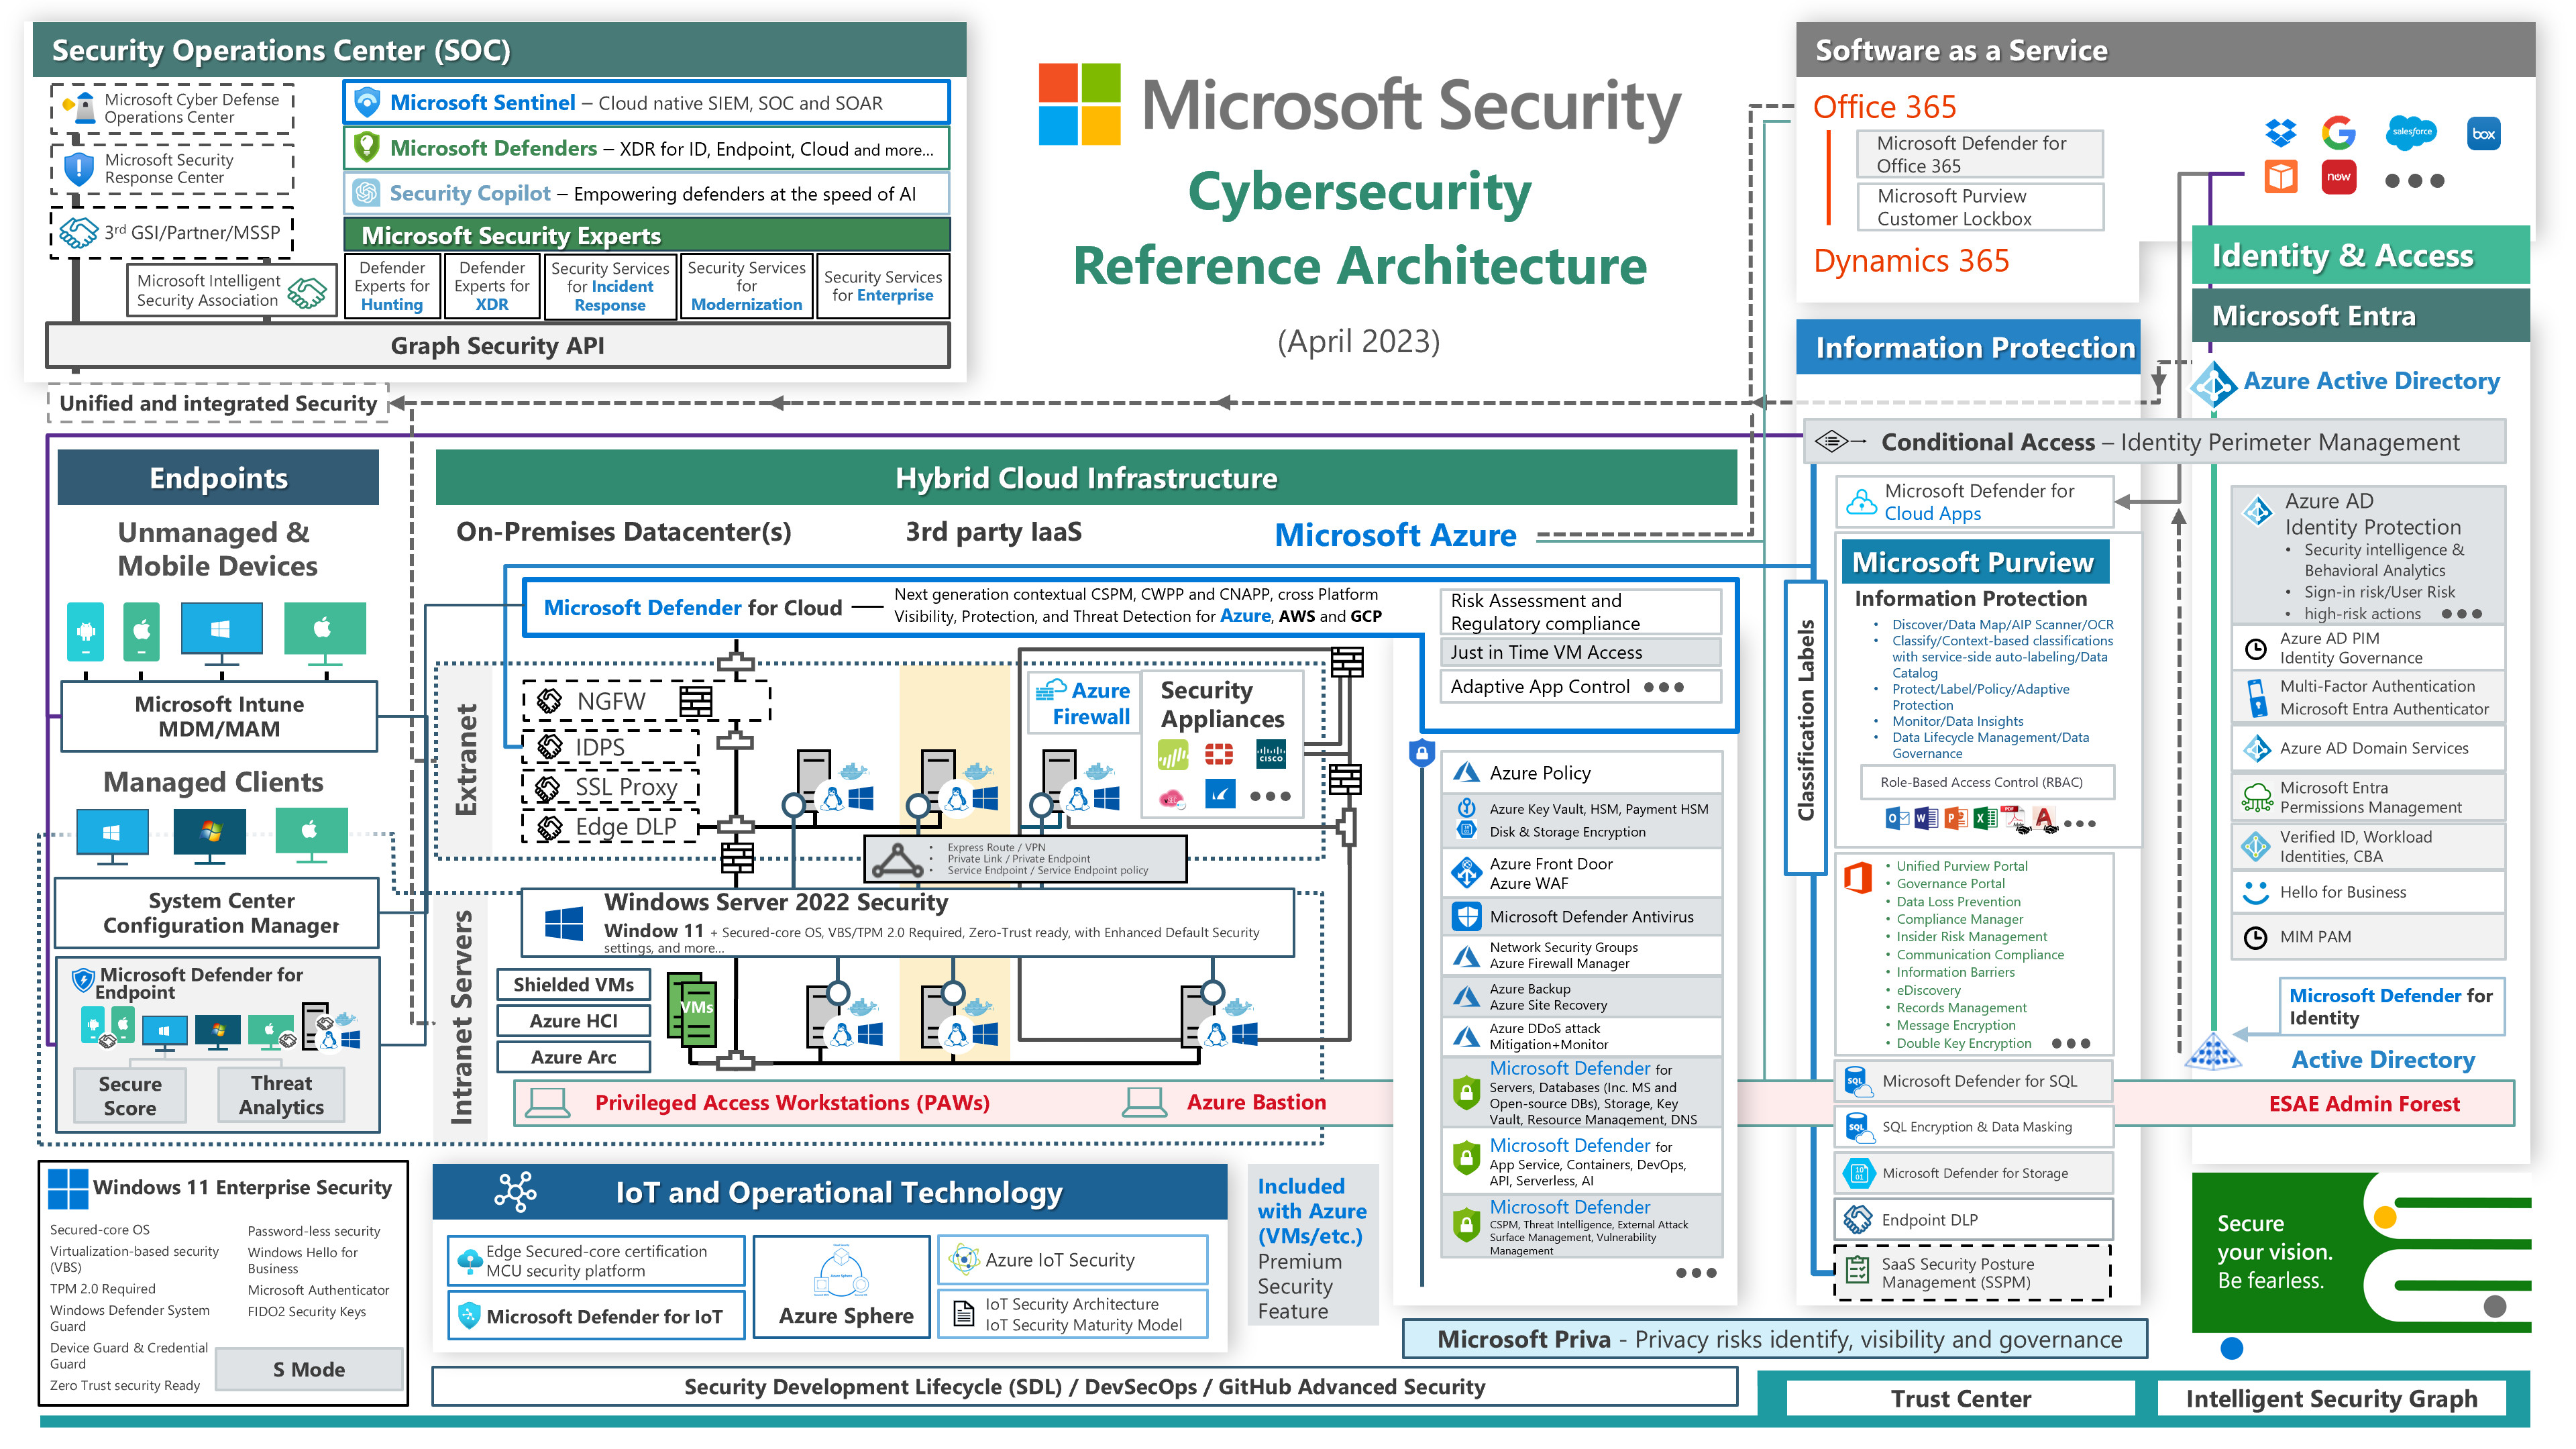 Security Operations Center (SOC)
Microsoft Cyber Defense
Operations Center
Microsoft Security
Response Center
3rd GSI/Partner/MSSP
Microsoft Intelligent
Security Association
Microsoft Sentinel – Cloud native SIEM, SOC and SOAR
Microsoft Defenders – XDR for ID, Endpoint, Cloud and more…
Security Copilot – Empowering defenders at the speed of AI
Microsoft Security Experts
Defender
Experts for
Hunting
Defender
Experts for
XDR
Security Services
for Incident
Response
Security Services
for
Modernization
Security Services
for Enterprise
Graph Security API
Unified and integrated Security
Microsoft Security
Cybersecurity
Reference Architecture
(April 2023)
Software as a Service
Office 365
Microsoft Defender for
Office 365
Microsoft Purview
Customer Lockbox
Dynamics 365
salesforce
box
now
Identity & Access
Microsoft Entra
Azure Active Directory
Information Protection
Conditional Access – Identity Perimeter Management
Endpoints
Unmanaged &
Mobile Devices
Microsoft Intune
MDM/MAM
Managed Clients
System Center
Configuration Manager
Microsoft Defender for
Endpoint
Secure
Score
Threat
Analytics
Hybrid Cloud Infrastructure
On-Premises Datacenter(s)
3rd party IaaS
Microsoft Azure
Microsoft Defender for Cloud
Next generation contextual CSPM, CWPP and CNAPP, cross Platform
Visibility, Protection, and Threat Detection for Azure, AWS and GCP
Risk Assessment and
Regulatory compliance
Just in Time VM Access
Adaptive App Control
Extranet
NGFW
IDPS
SSL Proxy
Edge DLP
Azure
Firewall
Security
Appliances
CISCO
• Express Route / VPN
• Private Link / Private Endpoint
• Service Endpoint / Service Endpoint policy
Intranet Servers
Windows Server 2022 Security
Window 11 + Secured-core OS, VBS/TPM 2.0 Required, Zero-Trust ready, with Enhanced Default Security
settings, and more…
Shielded VMs
Azure HCI
Azure Arc
VMs
Privileged Access Workstations (PAWs)
Azure Bastion
ESAE Admin Forest
Azure Policy
Azure Key Vault, HSM, Payment HSM
Disk & Storage Encryption
Azure Front Door
Azure WAF
Microsoft Defender Antivirus
Network Security Groups
Azure Firewall Manager
Azure Backup
Azure Site Recovery
Azure DDoS attack
Mitigation+Monitor
Microsoft Defender for
Servers, Databases (Inc. MS and
Open-source DBs), Storage, Key
Vault, Resource Management, DNS
Microsoft Defender for
App Service, Containers, DevOps,
API, Serverless, AI
Microsoft Defender
CSPM, Threat Intelligence, External Attack
Surface Management, Vulnerability
Management
Classification Labels
Microsoft Defender for
Cloud Apps
Microsoft Purview
Information Protection
• Discover/Data Map/AIP Scanner/OCR
• Classify/Context-based classifications
with service-side auto-labeling/Data
Catalog
• Protect/Label/Policy/Adaptive
Protection
• Monitor/Data Insights
• Data Lifecycle Management/Data
Governance
Role-Based Access Control (RBAC)
PDF
• Unified Purview Portal
• Governance Portal
• Data Loss Prevention
• Compliance Manager
• Insider Risk Management
• Communication Compliance
• Information Barriers
• eDiscovery
• Records Management
• Message Encryption
• Double Key Encryption
SQL
Microsoft Defender for SQL
SQL
SQL Encryption & Data Masking
Microsoft Defender for Storage
Endpoint DLP
SaaS Security Posture
Management (SSPM)
Azure AD
Identity Protection
• Security intelligence &
Behavioral Analytics
• Sign-in risk/User Risk
• high-risk actions
Azure AD PIM
Identity Governance
Multi-Factor Authentication
Microsoft Entra Authenticator
Azure AD Domain Services
Microsoft Entra
Permissions Management
Verified ID, Workload
Identities, CBA
Hello for Business
MIM PAM
Microsoft Defender for
Identity
Active Directory
Windows 11 Enterprise Security
Secured-core OS
Virtualization-based security
(VBS)
TPM 2.0 Required
Windows Defender System
Guard
Device Guard & Credential
Guard
Zero Trust security Ready
Password-less security
Windows Hello for
Business
Microsoft Authenticator
FIDO2 Security Keys
S Mode
IoT and Operational Technology
Edge Secured-core certification
MCU security platform
Microsoft Defender for IoT
Azure Sphere
Azure IoT Security
IoT Security Architecture
IoT Security Maturity Model
Included
with Azure
(VMs/etc.)
Premium
Security
Feature
Microsoft Priva - Privacy risks identify, visibility and governance
Secure
your vision.
Be fearless.
Security Development Lifecycle (SDL) / DevSecOps / GitHub Advanced Security
Trust Center
Intelligent Security Graph